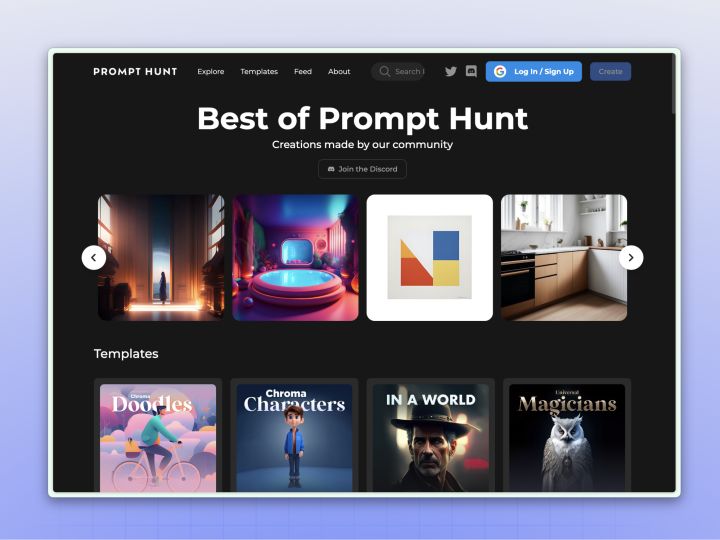 PROMPT HUNT
Explore
Templates
Feed
About
Search
Log In / Sign Up
Create
Best of Prompt Hunt
Creations made by our community
Join the Discord
Templates
Chroma
Doodles
Chroma
Characters
IN A WORLD
Universal
Magicians